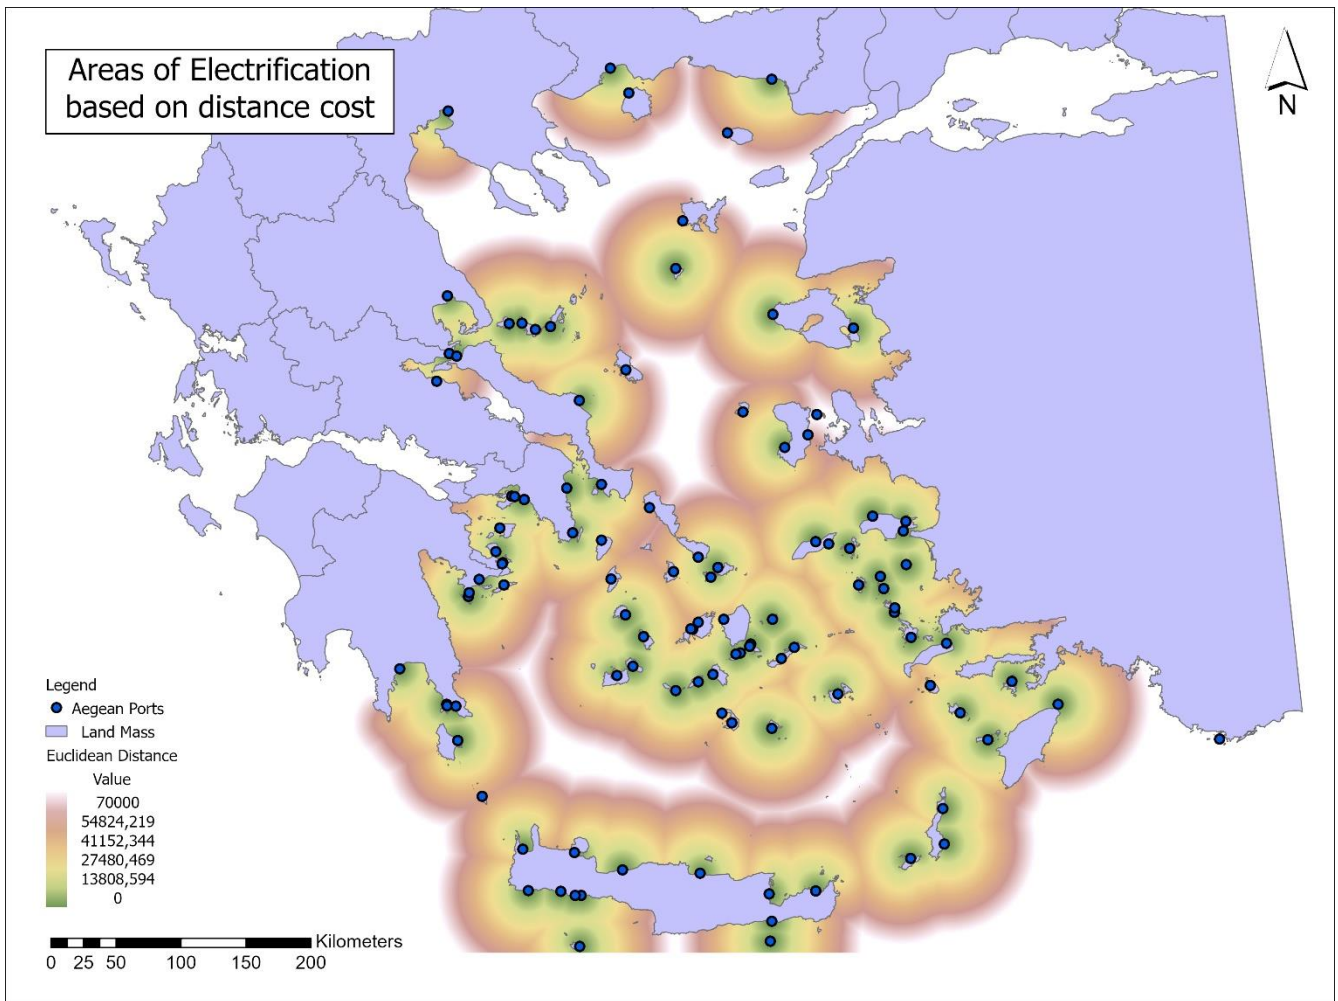 Areas of Electrification
based on distance cost
N
Legend
Aegean Ports
Land Mass
Euclidean Distance
Value
70000
54824,219
41152,344
27480,469
13808,594
0
Kilometers
0 25 50 100 150 200